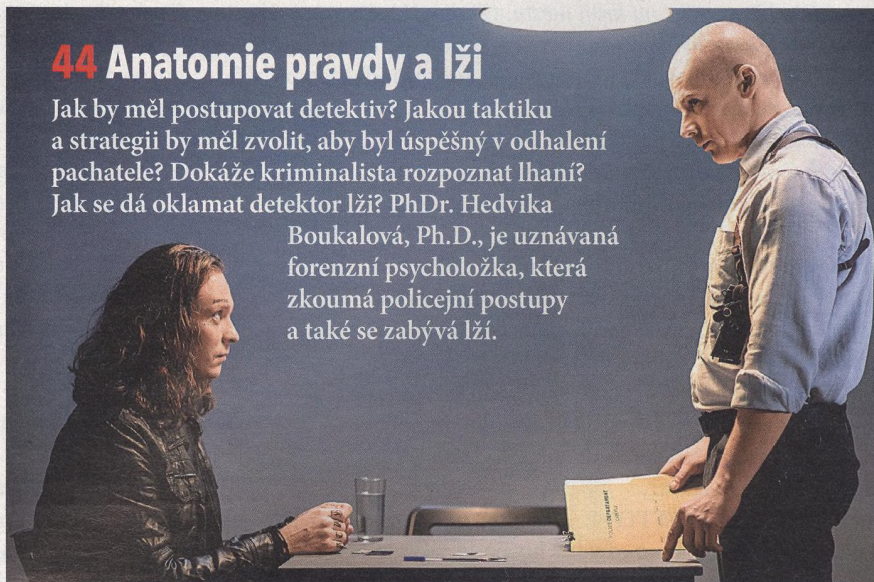 44 Anatomie pravdy a lži
Jak by měl postupovat detektiv? Jakou taktiku
a strategii by měl zvolit, aby byl úspěšný v odhalení
pachatele? Dokáže kriminalista rozpoznat lhaní?
Jak se dá oklamat detektor lži? PhDr. Hedvika
Boukalová, Ph.D., je uznávaná
forenzní psycholožka, která
zkoumá policejní postupy
a také se zabývá lží.